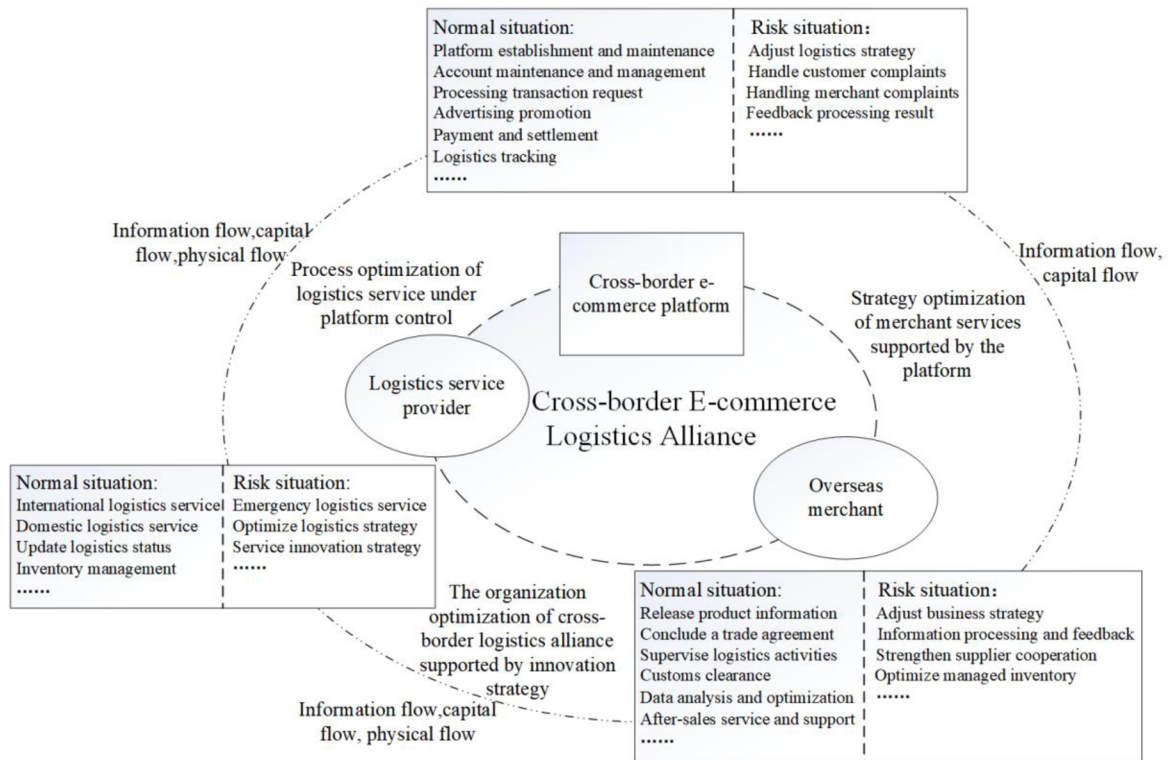 Normal situation:
Platform establishment and maintenance
Account maintenance and management
Processing transaction request
Advertising promotion
Payment and settlement
Logistics tracking
......
Risk situation：
Adjust logistics strategy
Handle customer complaints
Handling merchant complaints
Feedback processing result
......
Information flow,capital
flow,physical flow
Process optimization of
logistics service under
platform control
Cross-border e-
commerce platform
Information flow,
capital flow
Strategy optimization
of merchant services
supported by the
platform
Logistics service
provider
Cross-border E-commerce
Logistics Alliance
Overseas
merchant
Normal situation:
International logistics service
Domestic logistics service
Update logistics status
Inventory management
......
Risk situation:
Emergency logistics service
Optimize logistics strategy
Service innovation strategy
......
The organization
optimization of cross-
border logistics alliance
supported by innovation
strategy
Information flow,capital
flow, physical flow
Normal situation:
Release product information
Conclude a trade agreement
Supervise logistics activities
Customs clearance
Data analysis and optimization
After-sales service and support
......
Risk situation：
Adjust business strategy
Information processing and feedback
Strengthen supplier cooperation
Optimize managed inventory
......